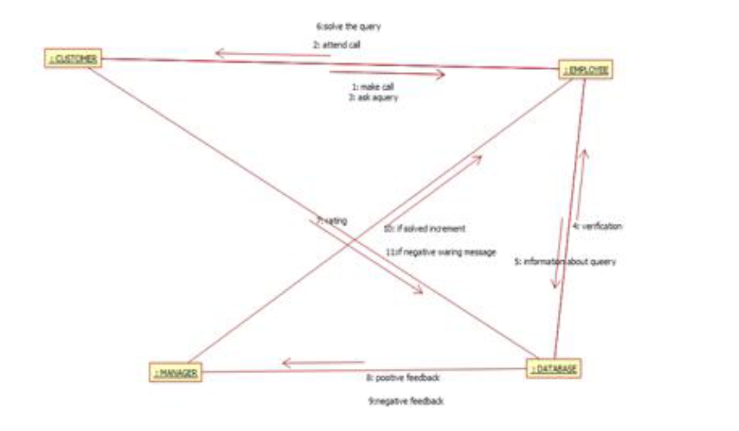 6:solve the query
2: attend call
: CUSTOMER
: EMPLOYEE
1: make call
3: ask aquery
7: rating
10: if solved increment
4: verification
11:if negative waring message
5: information about queery
: MANAGER
: DATABASE
8: positive feedback
9:negative feedback